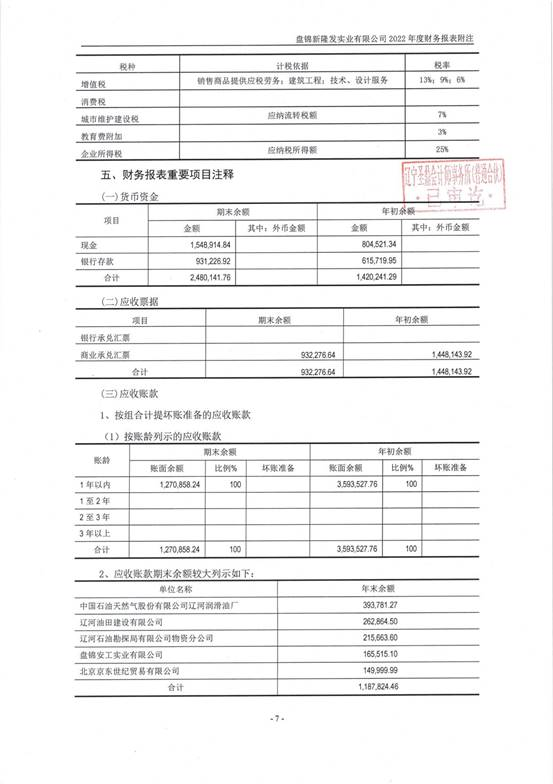 盘锦新隆发实业有限公司 2022 年度财务报表附注
税种 计税依据 税率
增值税 销售商品提供应税劳务；建筑工程；技术、设计服务 13%；9%；6%
消费税
城市维护建设税 应纳流转税额 7%
教育费附加 3%
企业所得税 应纳税所得额 25%
五、财务报表重要项目注释
辽宁圣鼎会计师事务所(普通合伙)
·已审讫·
(一)货币资金
项目 期末余额 年初余额
金额 其中：外币金额 金额 其中：外币金额
现金 1,548,914.84 804,521.34
银行存款 931,226.92 615,719.95
合计 2,480,141.76 1,420,241.29
(二)应收票据
项目 期末余额 年初余额
银行承兑汇票
商业承兑汇票 932,276.64 1,448,143.92
合计 932,276.64 1,448,143.92
(三)应收账款
1、按组合计提坏账准备的应收账款
（1）按账龄列示的应收账款
账龄 期末余额 年初余额
账面余额 比例% 坏账准备 账面余额 比例% 坏账准备
1 年以内 1,270,858.24 100 3,593,527.76 100
1 至 2 年
2 至 3 年
3 年以上
合计 1,270,858.24 100 3,593,527.76 100
2、应收账款期末余额较大列示如下：
单位名称 年末余额
中国石油天然气股份有限公司辽河润滑油厂 393,781.27
辽河油田建设有限公司 262,864.50
辽河石油勘探局有限公司物资分公司 215,663.60
盘锦安工实业有限公司 165,515.10
北京京东世纪贸易有限公司 149,999.99
合计 1,187,824.46
- 7 -